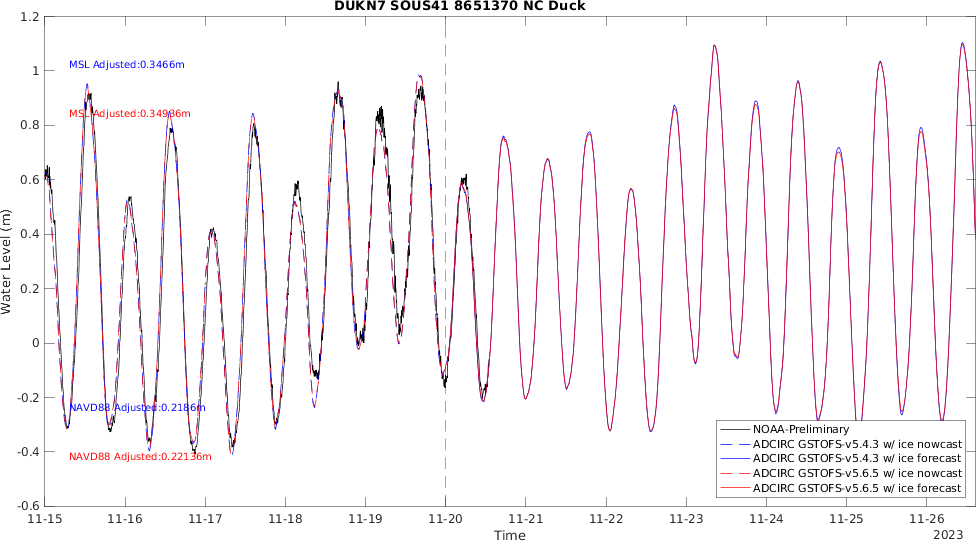 DUKN7 SOUS41 8651370 NC Duck
1.2
1
0.8
0.6
0.4
0.2
0
-0.2
-0.4
-0.6
Water Level (m)
MSL Adjusted:0.3466m
MSL Adjusted:0.34936m
NAVD88 Adjusted:0.2186m
NAVD88 Adjusted:0.22136m
NOAA-Preliminary
ADCIRC GSTOFS-v5.4.3 w/ ice nowcast
ADCIRC GSTOFS-v5.4.3 w/ ice forecast
ADCIRC GSTOFS-v5.6.5 w/ ice nowcast
ADCIRC GSTOFS-v5.6.5 w/ ice forecast
11-15 11-16 11-17 11-18 11-19 11-20 11-21 11-22 11-23 11-24 11-25 11-26
Time
2023